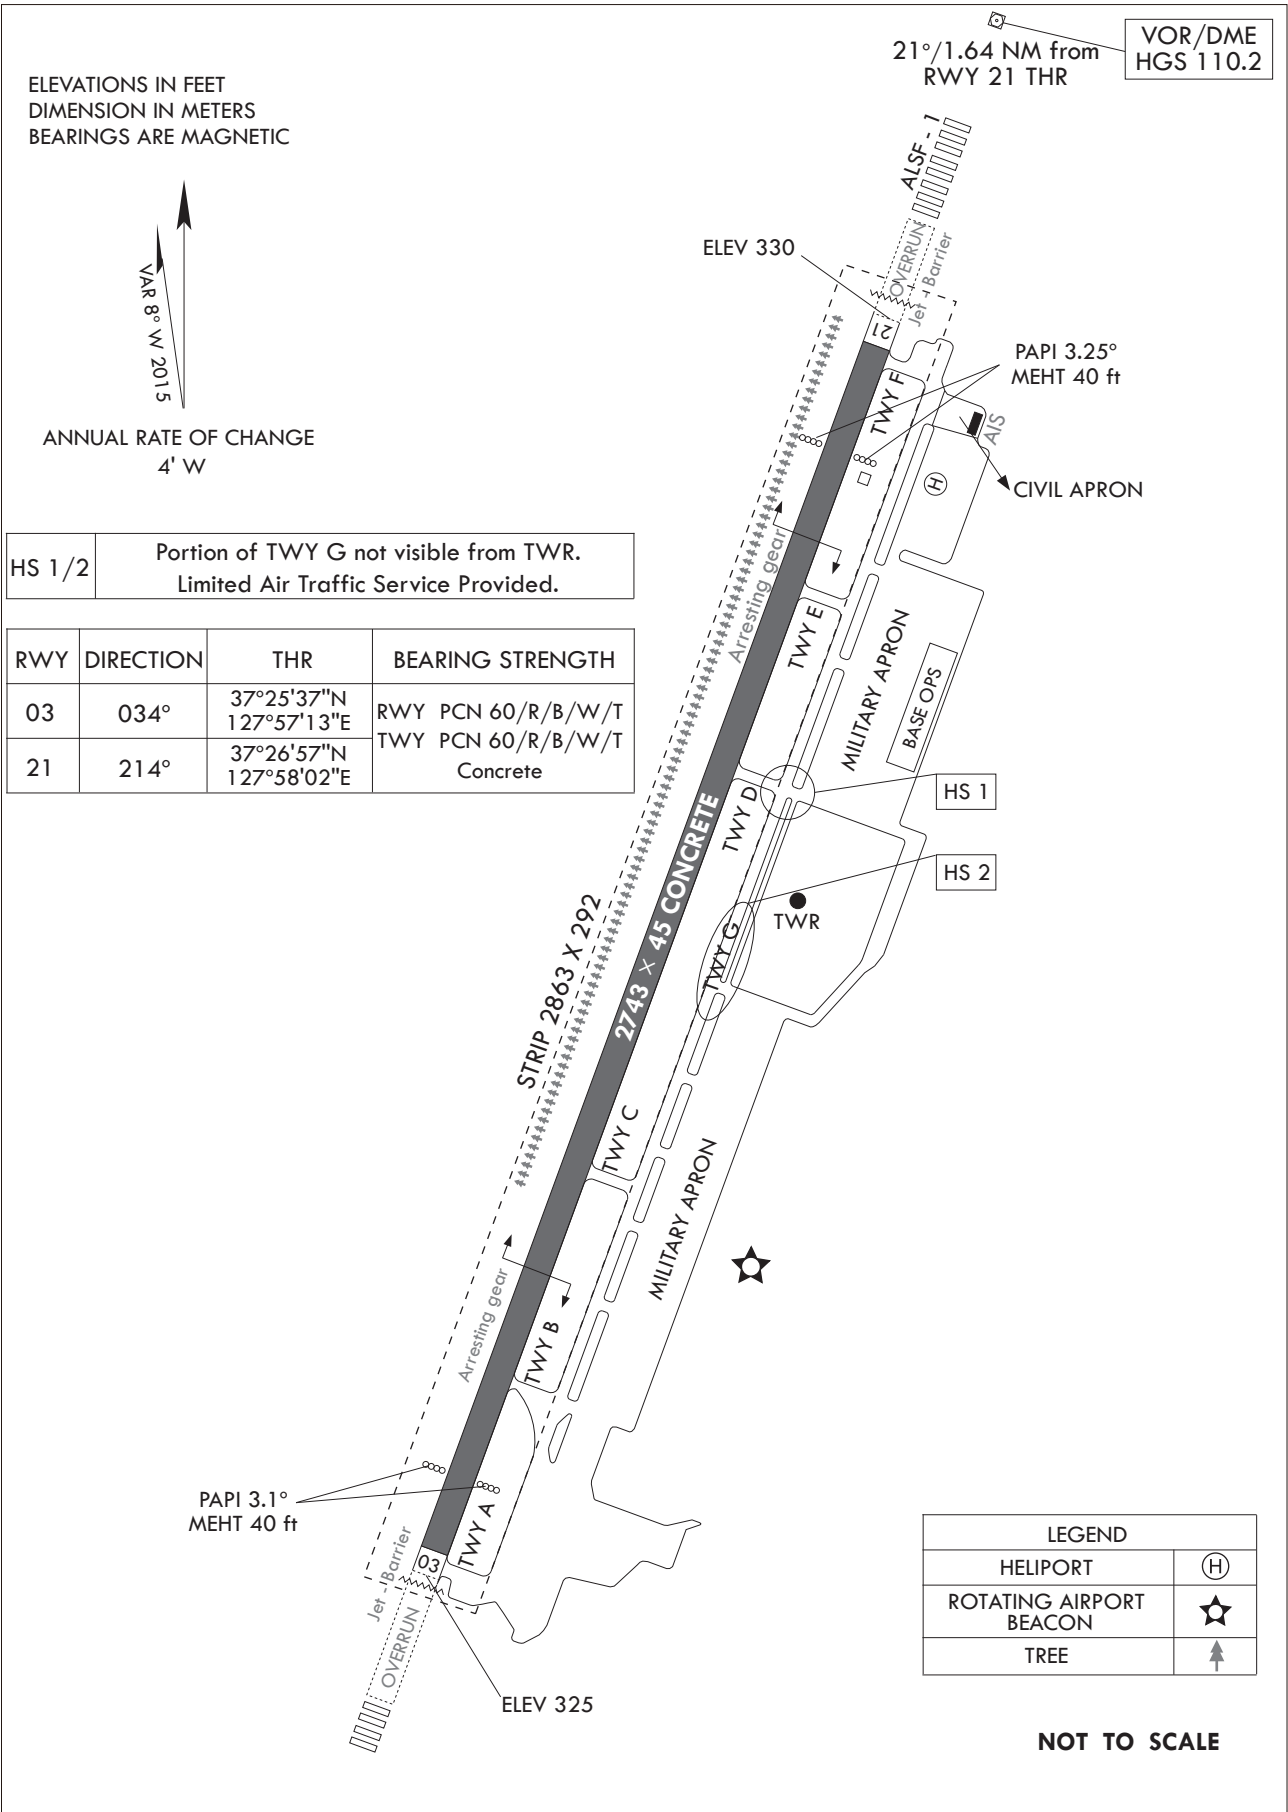 VOR/DME
HGS 110.2
21°/1.64 NM from
RWY 21 THR
ELEVATIONS IN FEET
DIMENSION IN METERS
BEARINGS ARE MAGNETIC
VAR 8° W 2015
ANNUAL RATE OF CHANGE
4' W
ALSF - 1
OVERRUN
Jet - Barrier
ELEV 330
21
PAPI 3.25°
MEHT 40 ft
TWY F
AIS
H
CIVIL APRON
HS 1/2
Portion of TWY G not visible from TWR.
Limited Air Traffic Service Provided.
Arresting gear
TWY E
MILITARY APRON
BASE OPS
RWY DIRECTION THR BEARING STRENGTH
03 034° 37°25'37"N
127°57'13"E
21 214° 37°26'57"N
127°58'02"E
RWY PCN 60/R/B/W/T
TWY PCN 60/R/B/W/T
Concrete
HS 1
TWY D
HS 2
TWR
TWY G
2743 × 45 CONCRETE
STRIP 2863 X 292
TWY C
MILITARY APRON
Arresting gear
TWY B
PAPI 3.1°
MEHT 40 ft
TWY A
03
Jet - Barrier
OVERRUN
ELEV 325
LEGEND
HELIPORT H
ROTATING AIRPORT
BEACON
TREE
NOT TO SCALE